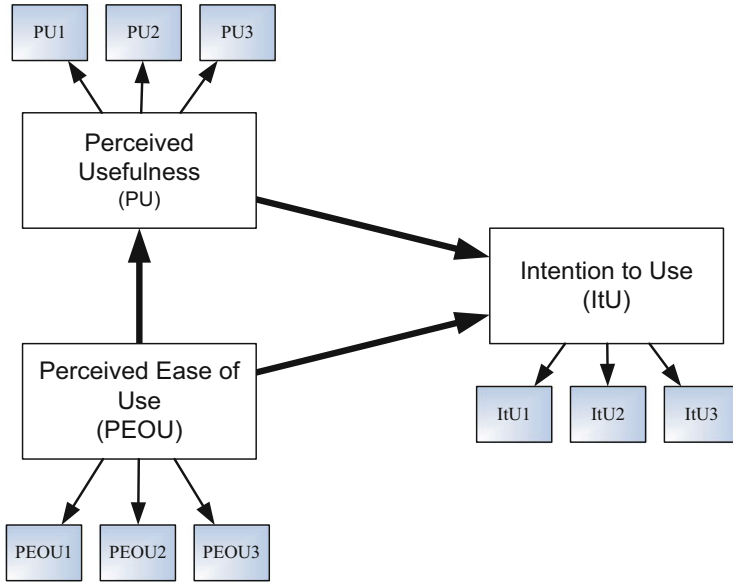 PU1
PU2
PU3
Perceived
Usefulness
(PU)
Intention to Use
(ItU)
Perceived Ease of
Use
(PEOU)
ItU1
ItU2
ItU3
PEOU1
PEOU2
PEOU3